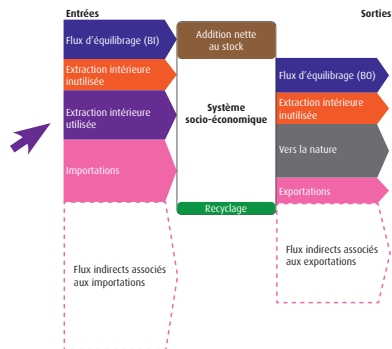 Entrées
Flux d'équilibrage (BI)
Extraction intérieure
inutilisée
Extraction intérieure
utilisée
Importations
Flux indirects associés
aux importations
Addition nette
au stock
Système
socio-économique
Recyclage
Sorties
Flux d'équilibrage (BO)
Extraction intérieure
inutilisée
Vers la nature
Exportations
Flux indirects associés
aux exportations